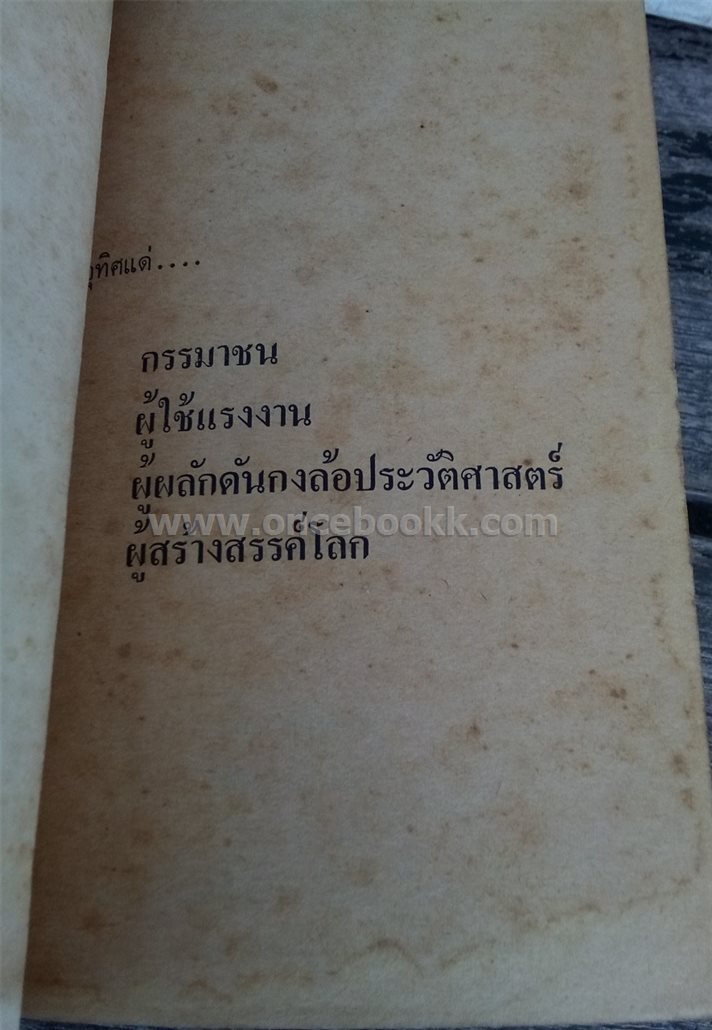 อุทิศแด่....
กรรมาชน
ผู้ใช้แรงงาน
ผู้ผลักดันกงล้อประวัติศาสตร์
www.oncebookk.com
ผู้สร้างสรรค์โลก